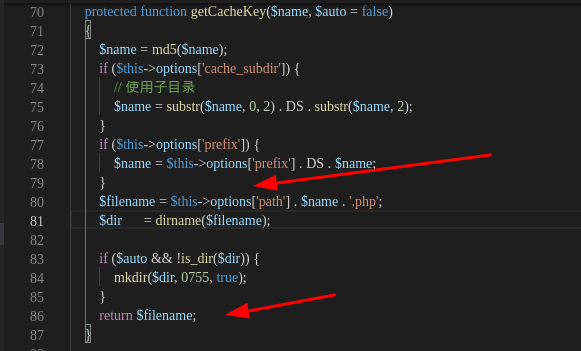 70 protected function getCacheKey($name, $auto = false)
71 {
72 $name = md5($name);
73 if ($this->options['cache_subdir']) {
74 // 使用子目录
75 $name = substr($name, 0, 2) . DS . substr($name, 2);
76 }
77 if ($this->options['prefix']) {
78 $name = $this->options['prefix'] . DS . $name;
79 }
80 $filename = $this->options['path'] . $name . '.php';
81 $dir = dirname($filename);
82
83 if ($auto && !is_dir($dir)) {
84 mkdir($dir, 0755, true);
85 }
86 return $filename;
87 }